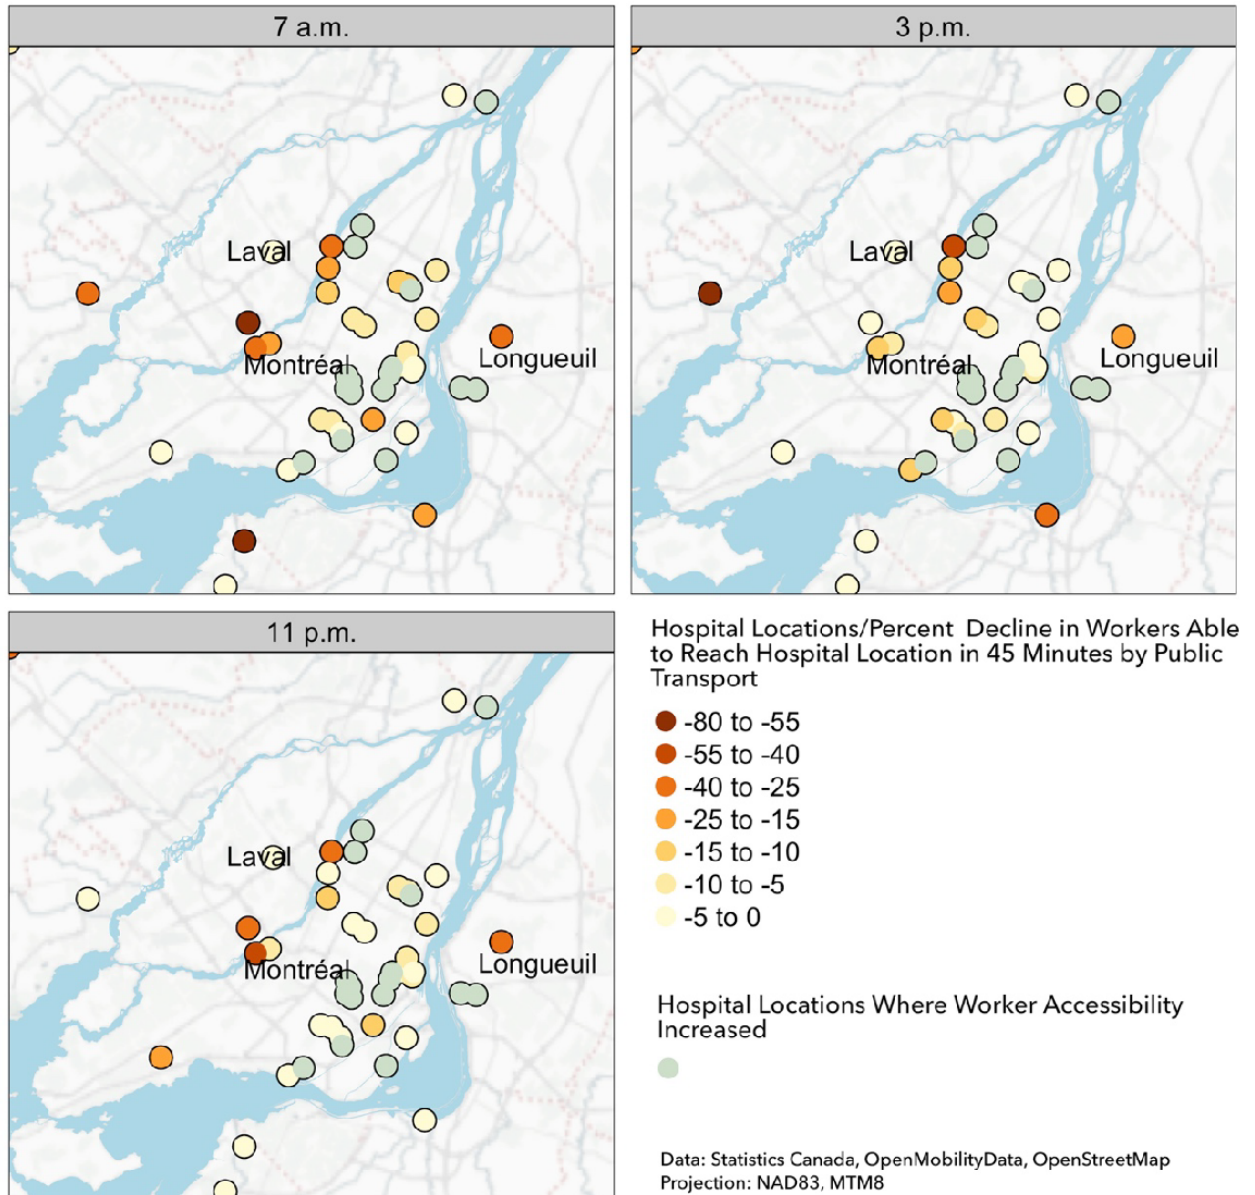 7 a.m.
3 p.m.
Laval
Montréal
Longueuil
Laval
Montréal
Longueuil
11 p.m.
Laval
Montréal
Longueuil
Hospital Locations/Percent Decline in Workers Able
to Reach Hospital Location in 45 Minutes by Public
Transport
-80 to -55
-55 to -40
-40 to -25
-25 to -15
-15 to -10
-10 to -5
-5 to 0
Hospital Locations Where Worker Accessibility
Increased
Data: Statistics Canada, OpenMobilityData, OpenStreetMap
Projection: NAD83, MTM8